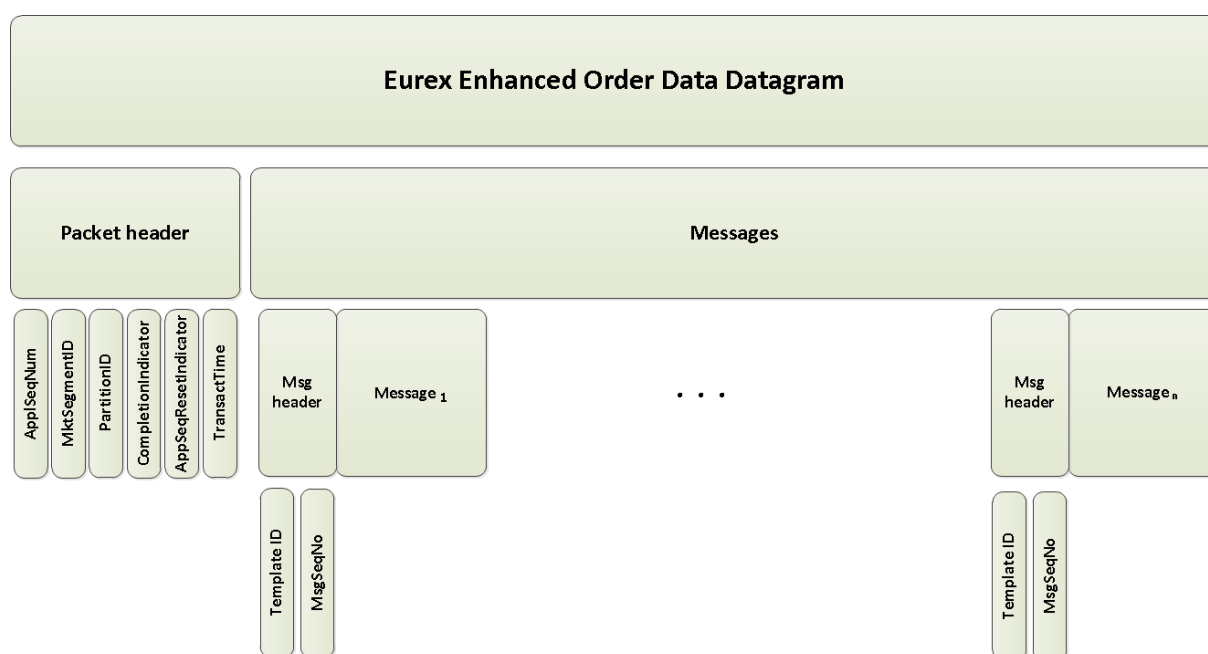 Eurex Enhanced Order Data Datagram
Packet header
Messages
ApplSeqNum
MktSegmentID
PartitionID
CompletionIndicator
AppSeqResetIndicator
TransactTime
Msg
header
Message 1
. . .
Msg
header
Message n
Template ID
MsgSeqNo
Template ID
MsgSeqNo